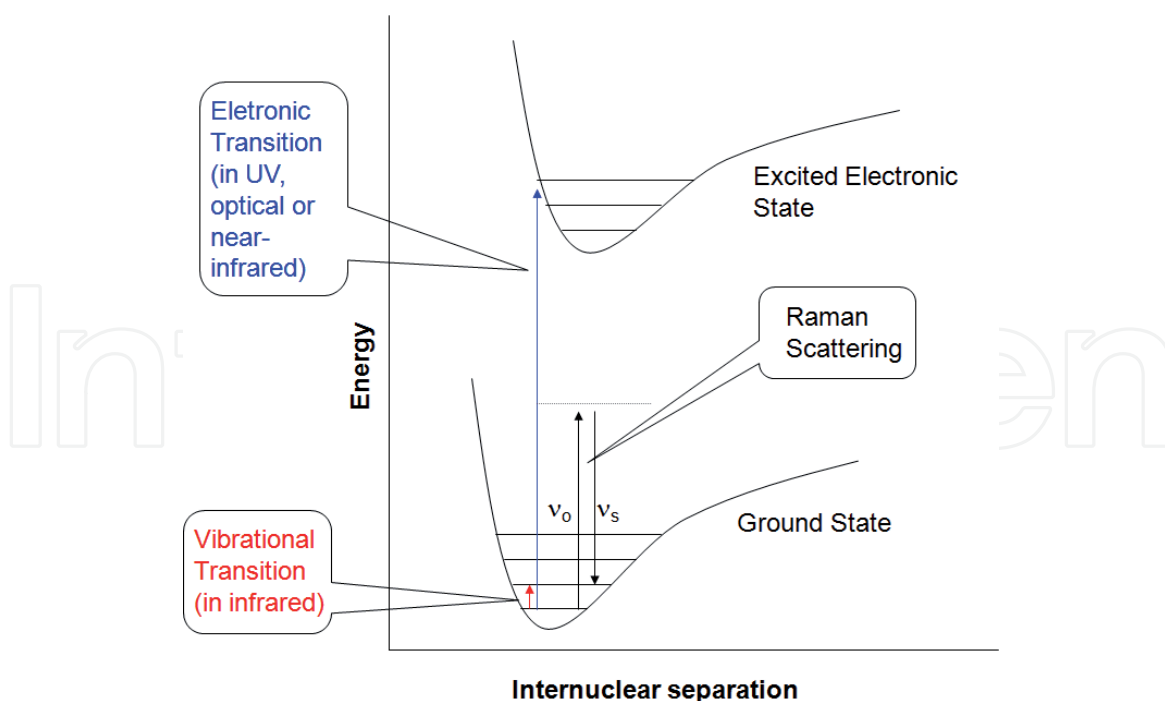 Eletronic
Transition
(in UV,
optical or
near-
infrared)
Excited Electronic
State
Raman
Scattering
Energy
ν₀
νₛ
Ground State
Vibrational
Transition
(in infrared)
Internuclear separation